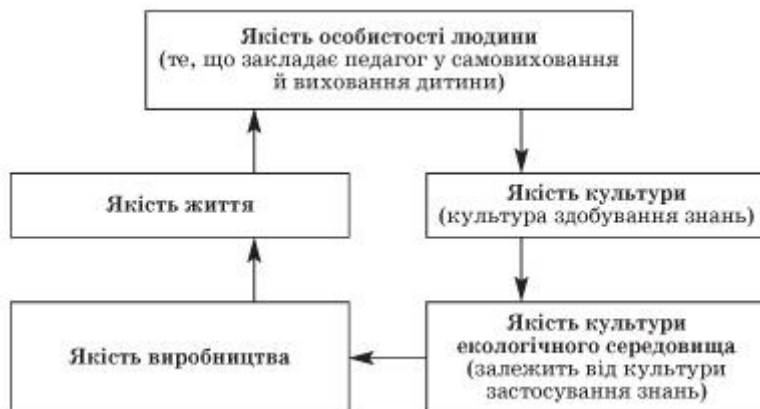 Якість особистості людини
(те, що закладає педагог у самовиховання
й виховання дитини)
Якість життя
Якість культури
(культура здобування знань)
Якість виробництва
Якість культури
екологічного середовища
(залежить від культури
застосування знань)